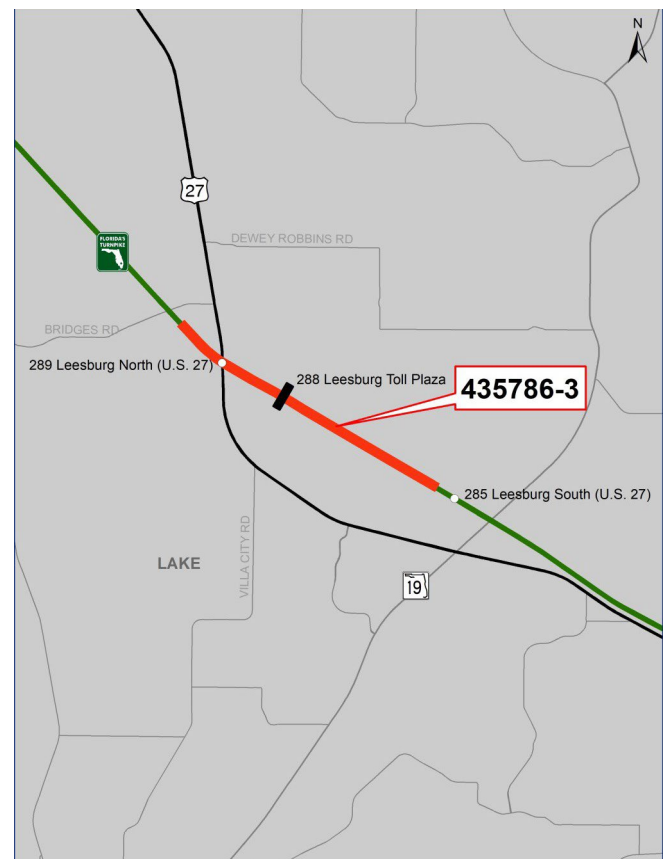 N
27
FLORIDA'S
TURNPIKE
DEWEY ROBBINS RD
BRIDGES RD
289 Leesburg North (U.S. 27)
288 Leesburg Toll Plaza
435786-3
285 Leesburg South (U.S. 27)
VILLA CITY RD
LAKE
19